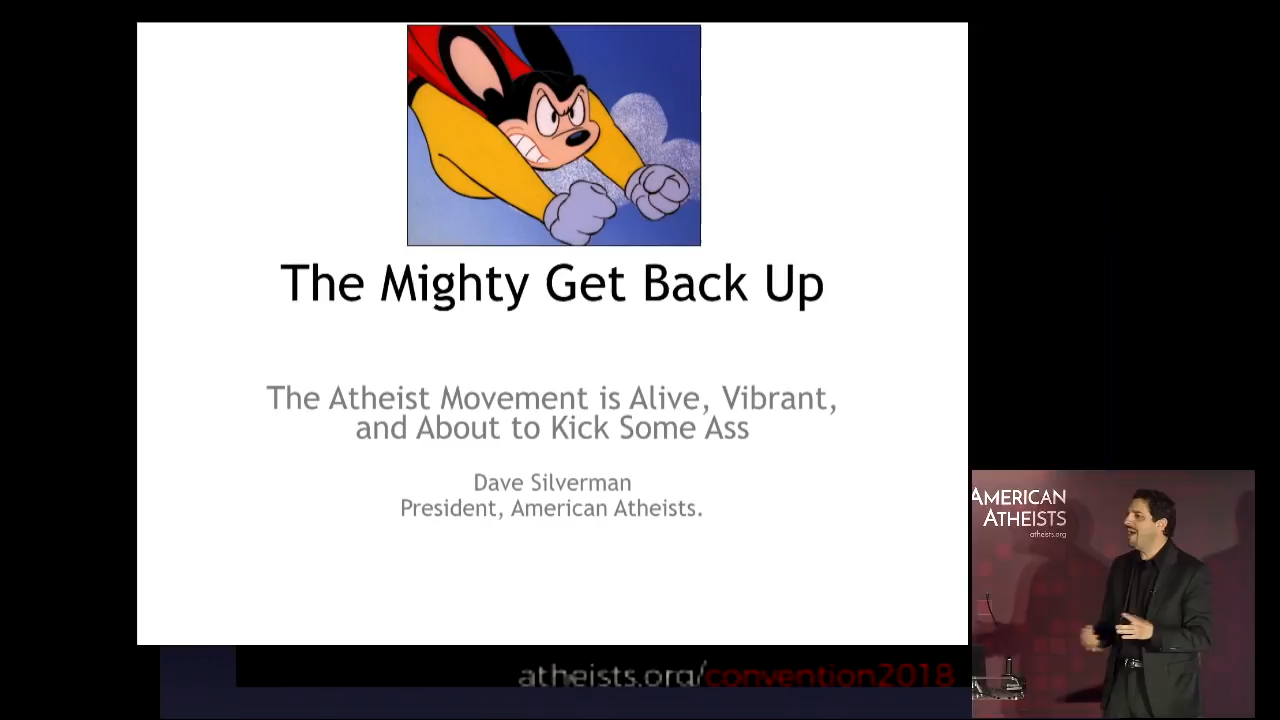 The Mighty Get Back Up
The Atheist Movement is Alive, Vibrant,
and About to Kick Some Ass
Dave Silverman
President, American Atheists.
AMERICAN
ATHEISTS
atheists.org
atheists.org/convention2018